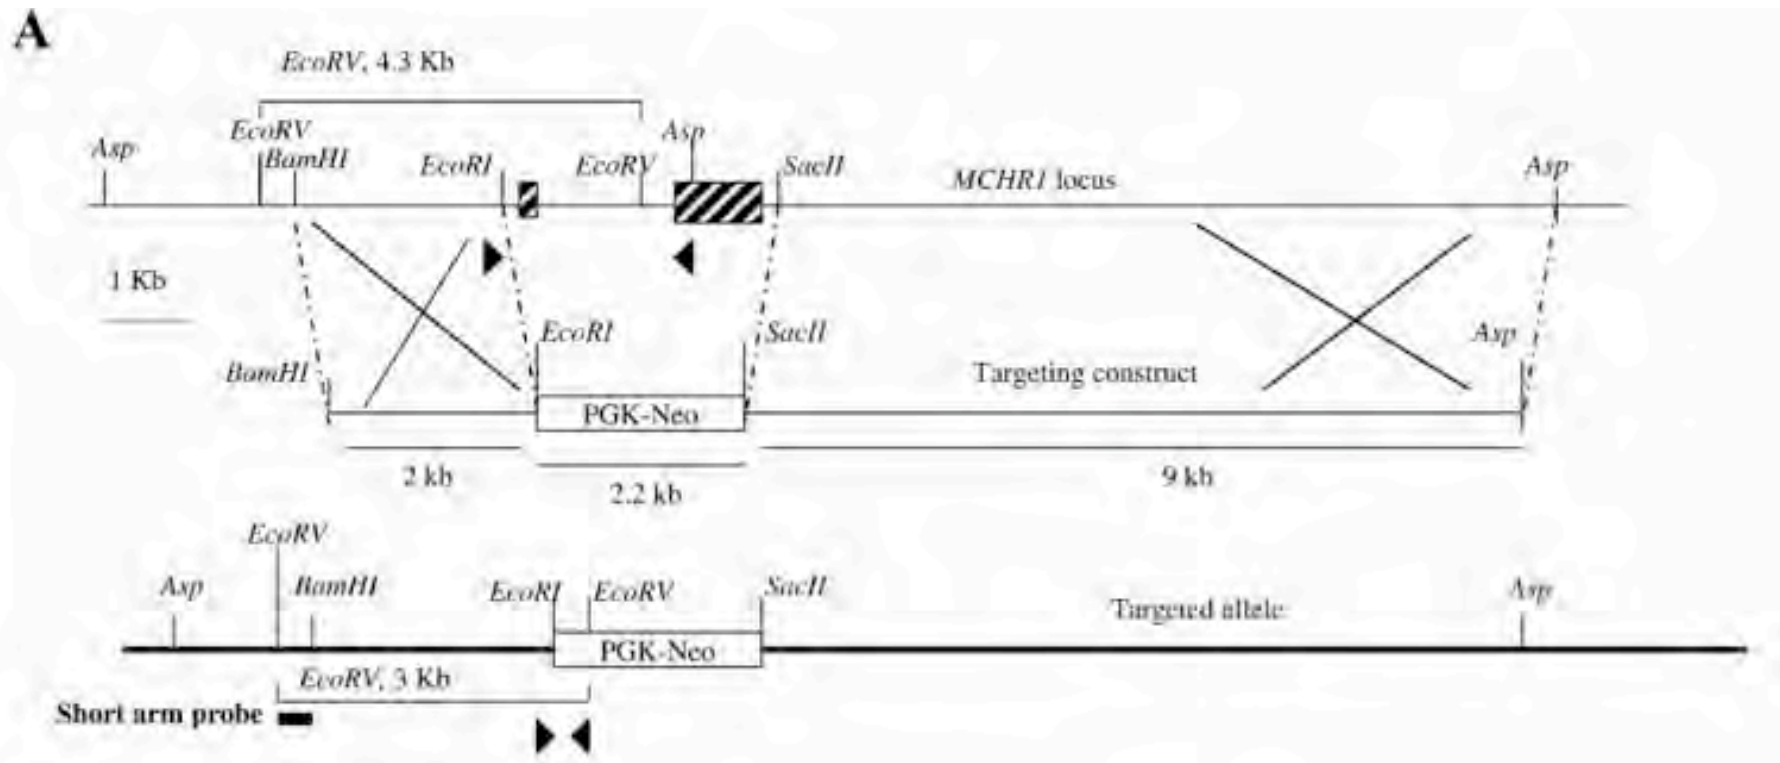 A
EcoRV, 4.3 Kb
Asp
EcoRV
BamHI
EcoRI
EcoRV
Asp
SacII
MCHR1 locus
Asp
1 Kb
BamHI
EcoRI
SacII
Targeting construct
Asp
PGK-Neo
2 kb
2.2 kb
9 kb
Asp
EcoRV
BamHI
EcoRI
EcoRV
SacII
Targeted allele
Asp
PGK-Neo
EcoRV, 3 Kb
Short arm probe